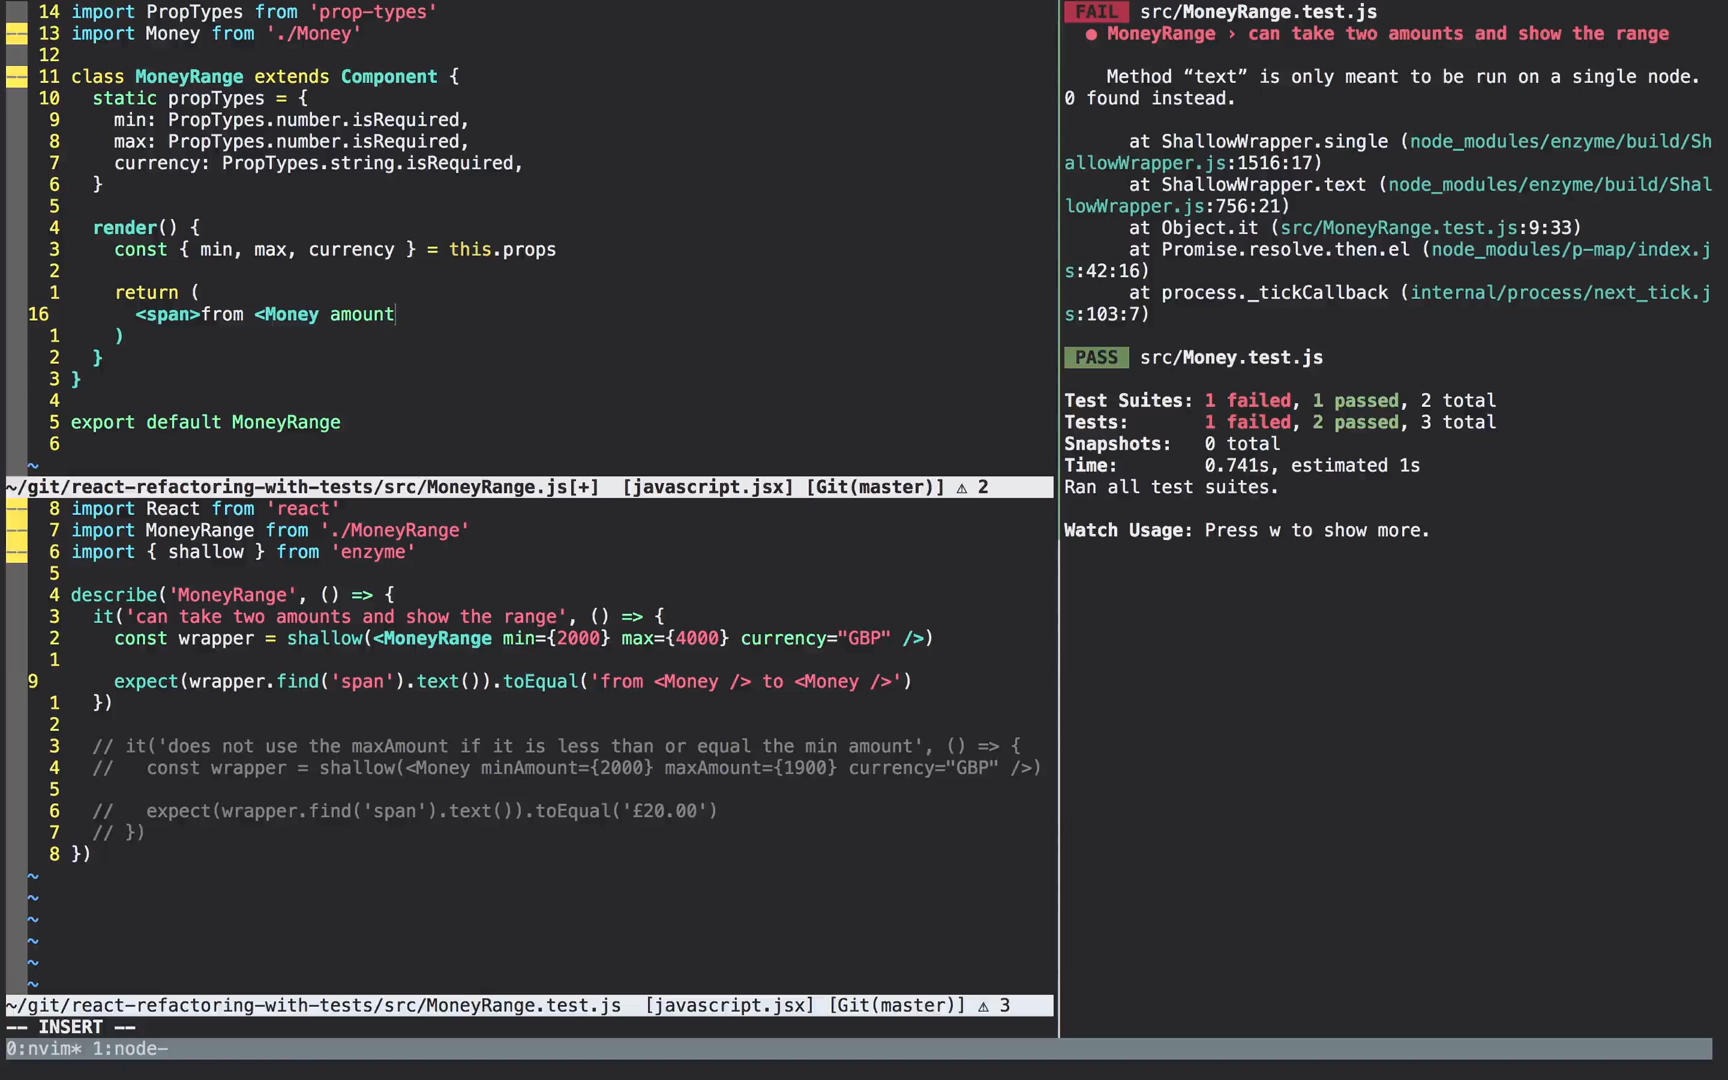 14 import PropTypes from 'prop-types'
13 import Money from './Money'
12
11 class MoneyRange extends Component {
10   static propTypes = {
9     min: PropTypes.number.isRequired,
8     max: PropTypes.number.isRequired,
7     currency: PropTypes.string.isRequired,
6   }
5
4   render() {
3     const { min, max, currency } = this.props
2
1     return (
16       <span>from <Money amount
1     )
2   }
3 }
4
5 export default MoneyRange
6
~
~/git/react-refactoring-with-tests/src/MoneyRange.js[+]  [javascript.jsx] [Git(master)] ⚠ 2
8 import React from 'react'
7 import MoneyRange from './MoneyRange'
6 import { shallow } from 'enzyme'
5
4 describe('MoneyRange', () => {
3   it('can take two amounts and show the range', () => {
2     const wrapper = shallow(<MoneyRange min={2000} max={4000} currency="GBP" />)
1
9     expect(wrapper.find('span').text()).toEqual('from <Money /> to <Money />')
1   })
2
3   // it('does not use the maxAmount if it is less than or equal the min amount', () => {
4   //   const wrapper = shallow(<Money minAmount={2000} maxAmount={1900} currency="GBP" />)
5
6   //   expect(wrapper.find('span').text()).toEqual('£20.00')
7   // })
8 })
~
~
~
~
~
~
~/git/react-refactoring-with-tests/src/MoneyRange.test.js  [javascript.jsx] [Git(master)] ⚠ 3
-- INSERT --
0:nvim* 1:node-
FAIL src/MoneyRange.test.js
● MoneyRange › can take two amounts and show the range
Method “text” is only meant to be run on a single node.
0 found instead.
at ShallowWrapper.single (node_modules/enzyme/build/Sh
allowWrapper.js:1516:17)
at ShallowWrapper.text (node_modules/enzyme/build/Shal
lowWrapper.js:756:21)
at Object.it (src/MoneyRange.test.js:9:33)
at Promise.resolve.then.el (node_modules/p-map/index.j
s:42:16)
at process._tickCallback (internal/process/next_tick.j
s:103:7)
PASS src/Money.test.js
Test Suites: 1 failed, 1 passed, 2 total
Tests:       1 failed, 2 passed, 3 total
Snapshots:   0 total
Time:        0.741s, estimated 1s
Ran all test suites.
Watch Usage: Press w to show more.